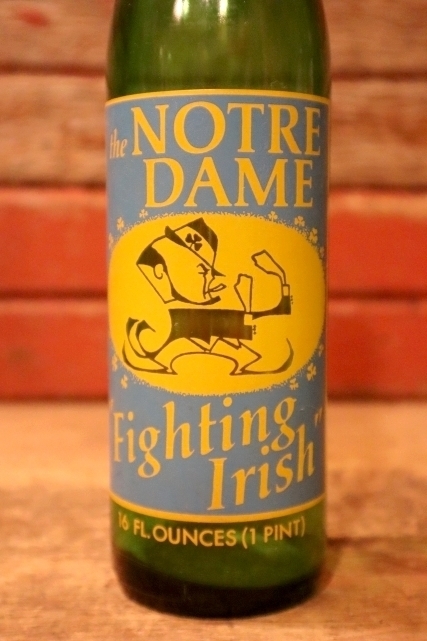 the NOTRE
DAME
"Fighting
Irish"
16 FL. OUNCES (1 PINT)